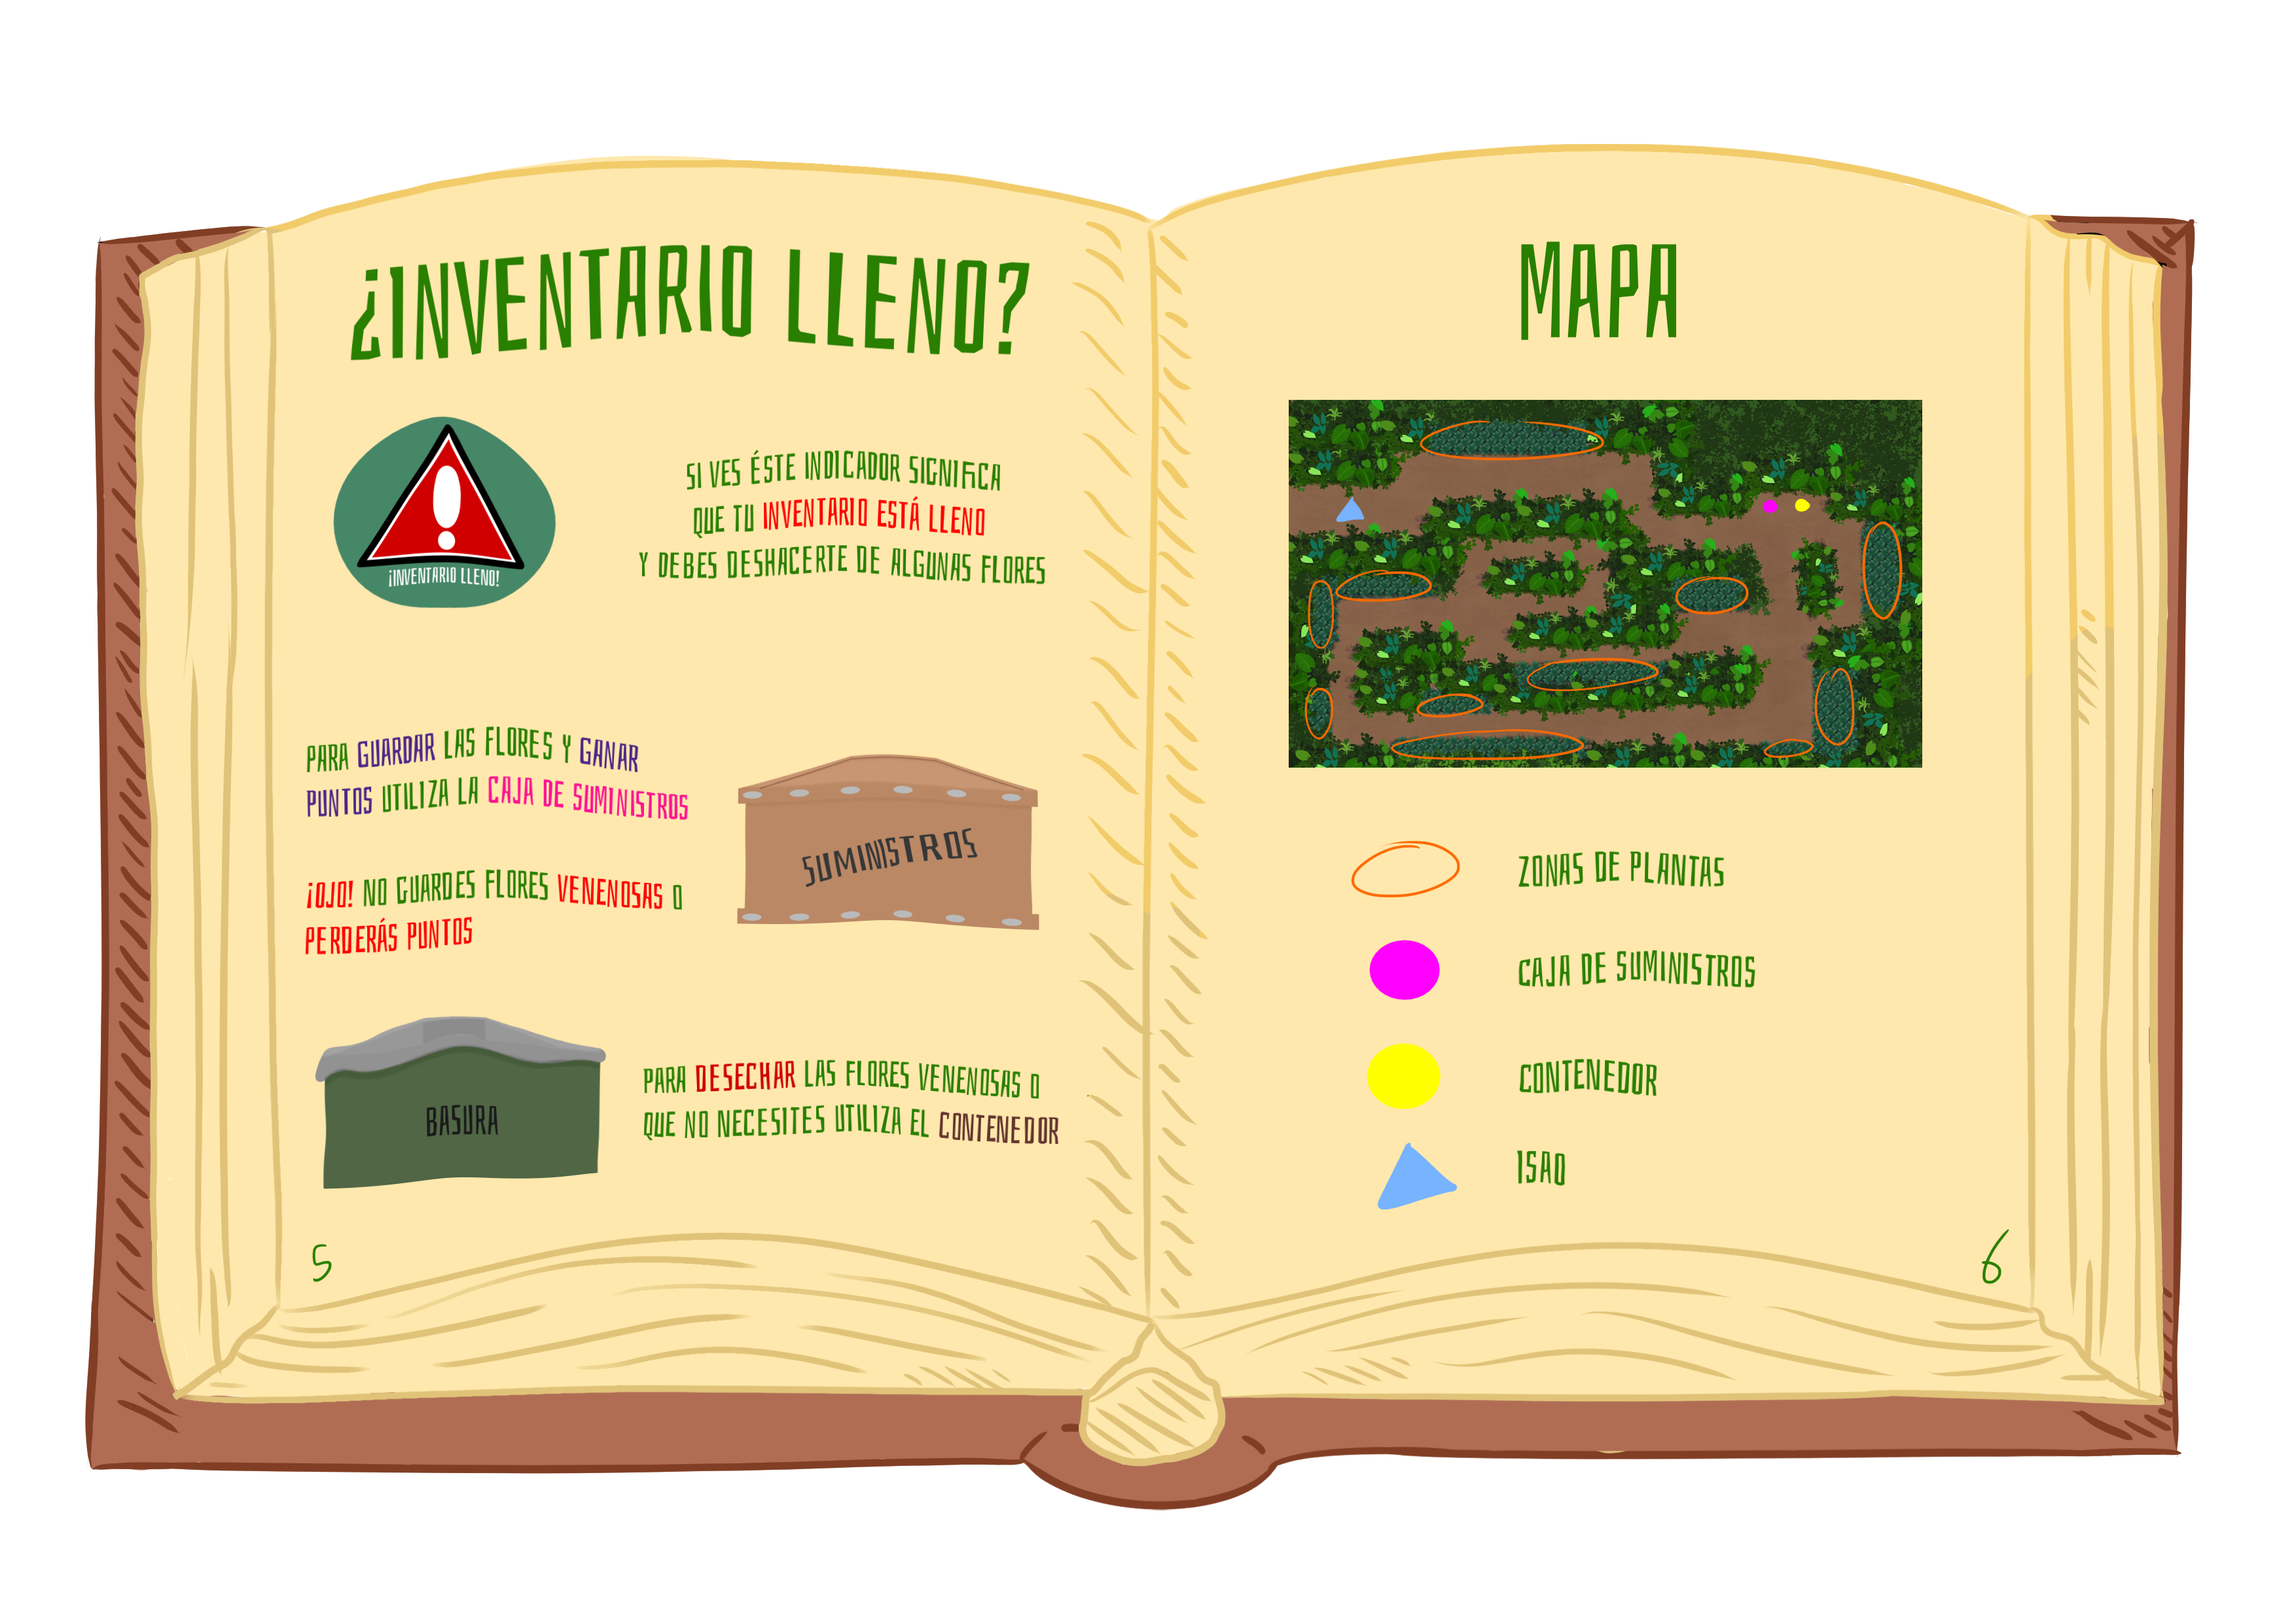 ¿INVENTARIO LLENO?
¡INVENTARIO LLENO!
SI VES ÉSTE INDICADOR SIGNIFICA
QUE TU INVENTARIO ESTÁ LLENO
Y DEBES DESHACERTE DE ALGUNAS FLORES
PARA GUARDAR LAS FLORES Y GANAR
PUNTOS UTILIZA LA CAJA DE SUMINISTROS
¡OJO! NO GUARDES FLORES VENENOSAS O
PERDERÁS PUNTOS
SUMINISTROS
BASURA
PARA DESECHAR LAS FLORES VENENOSAS O
QUE NO NECESITES UTILIZA EL CONTENEDOR
5
MAPA
ZONAS DE PLANTAS
CAJA DE SUMINISTROS
CONTENEDOR
ISAO
6